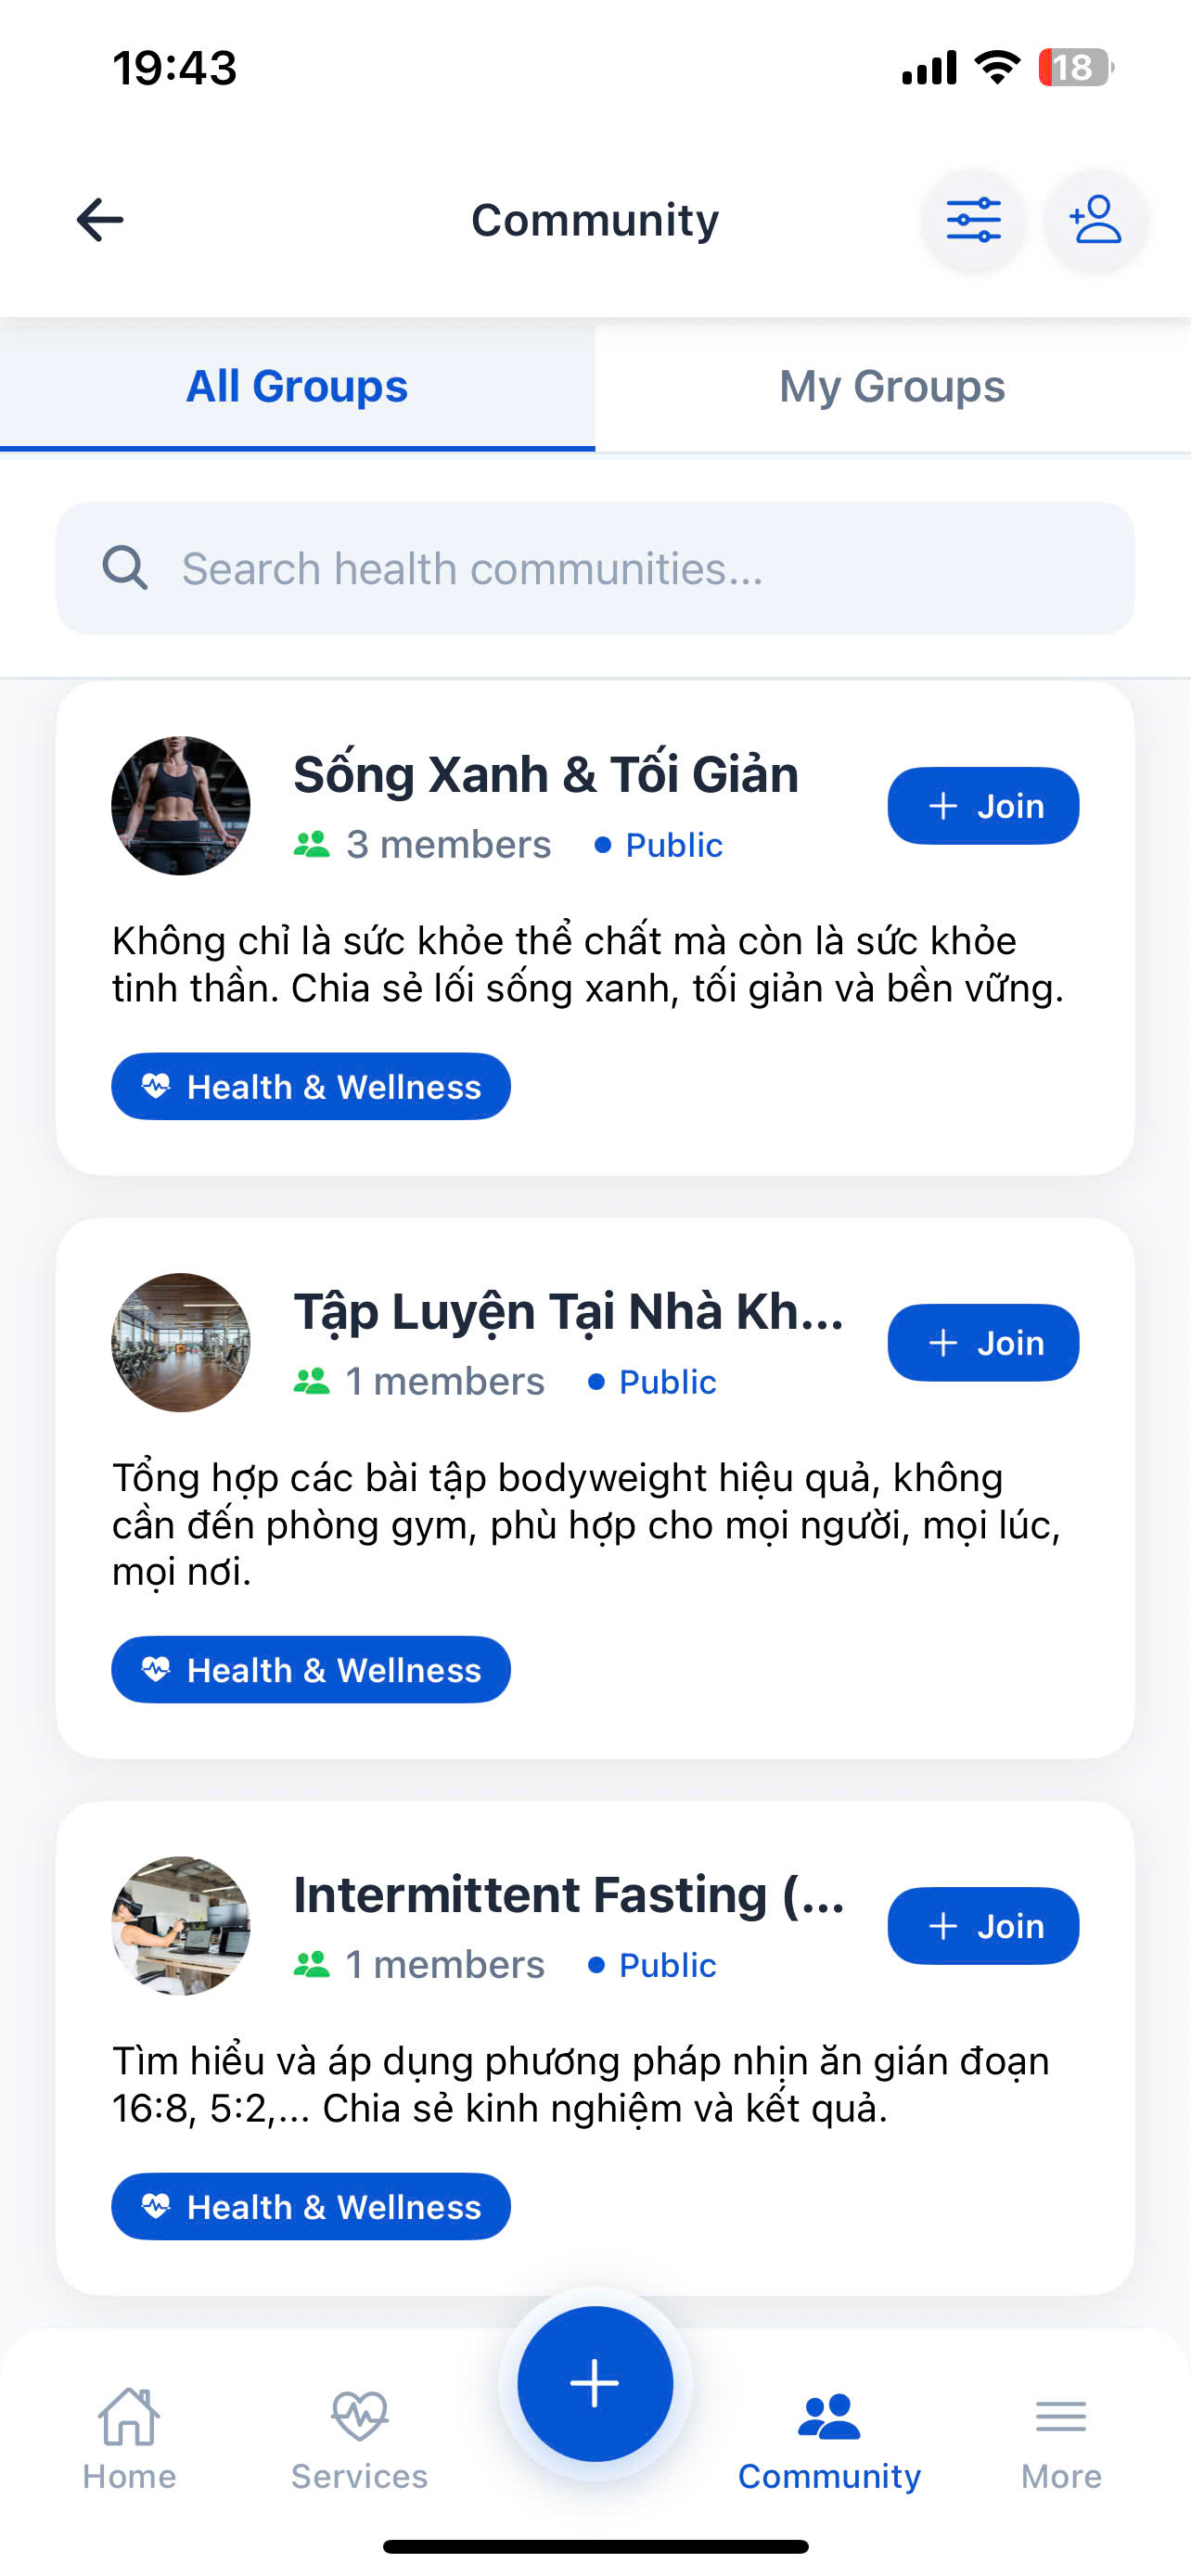 19:43
18
Community
All Groups
My Groups
Search health communities...
Sống Xanh & Tối Giản
Join
3 members
Public
Không chỉ là sức khỏe thể chất mà còn là sức khỏe
tinh thần. Chia sẻ lối sống xanh, tối giản và bền vững.
Health & Wellness
Tập Luyện Tại Nhà Kh...
Join
1 members
Public
Tổng hợp các bài tập bodyweight hiệu quả, không
cần đến phòng gym, phù hợp cho mọi người, mọi lúc,
mọi nơi.
Health & Wellness
Intermittent Fasting (...
Join
1 members
Public
Tìm hiểu và áp dụng phương pháp nhịn ăn gián đoạn
16:8, 5:2,... Chia sẻ kinh nghiệm và kết quả.
Health & Wellness
Home
Services
Community
More